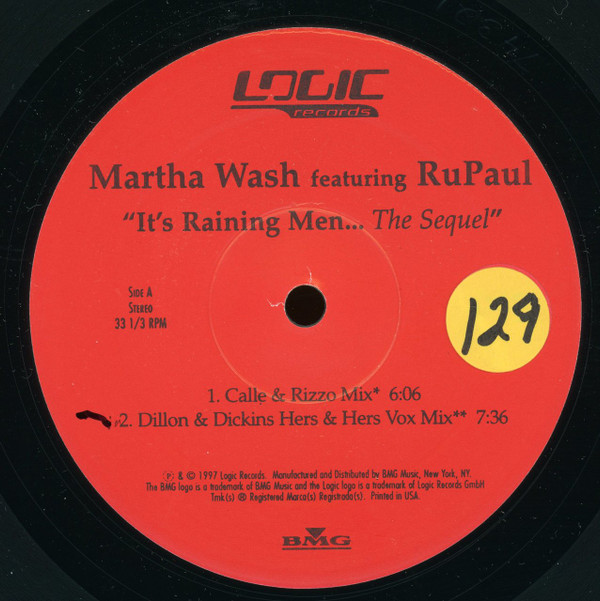 LOGIC
records
Martha Wash featuring RuPaul
"It's Raining Men... The Sequel"
SIDE A
STEREO
33 1/3 RPM
129
1. Calle & Rizzo Mix* 6:06
2. Dillon & Dickins Hers & Hers Vox Mix** 7:36
℗ & © 1997 Logic Records. Manufactured and Distributed by BMG Music, New York, NY.
The BMG logo is a trademark of BMG Music and the Logic logo is a trademark of Logic Records GmbH
Tmk(s) ® Registered Marca(s) Registrada(s). Printed in USA.
BMG